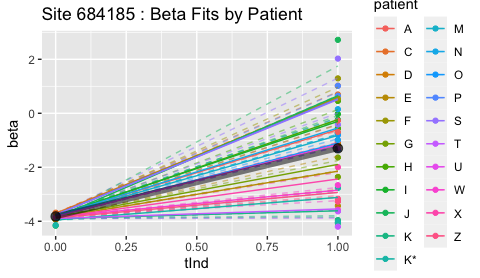 Site 684185 : Beta Fits by Patient
beta
2
0
-2
-4
0.00 0.25 0.50 0.75 1.00
tInd
patient
A M
C N
D O
E P
F S
G T
H U
I W
J X
K Z
K*